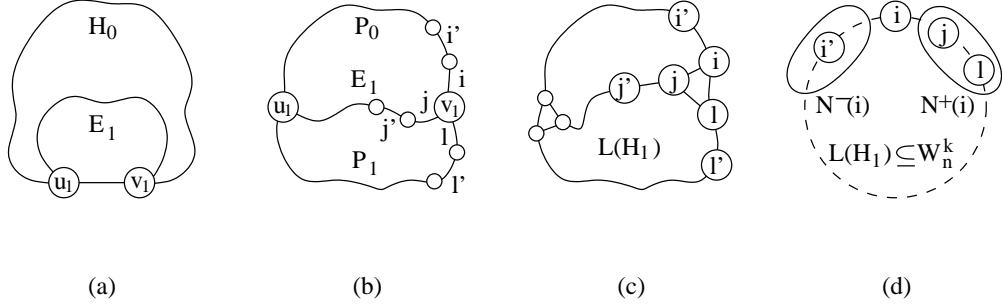 H0
E1
u1
v1
(a)
P0
i'
i
E1
j
v1
u1
j'
l
P1
l'
(b)
i'
i
j'
j
l
L(H1)
l'
(c)
i
i'
j
l
N⁻(i)
N⁺(i)
L(H1)⊆Wnk
(d)